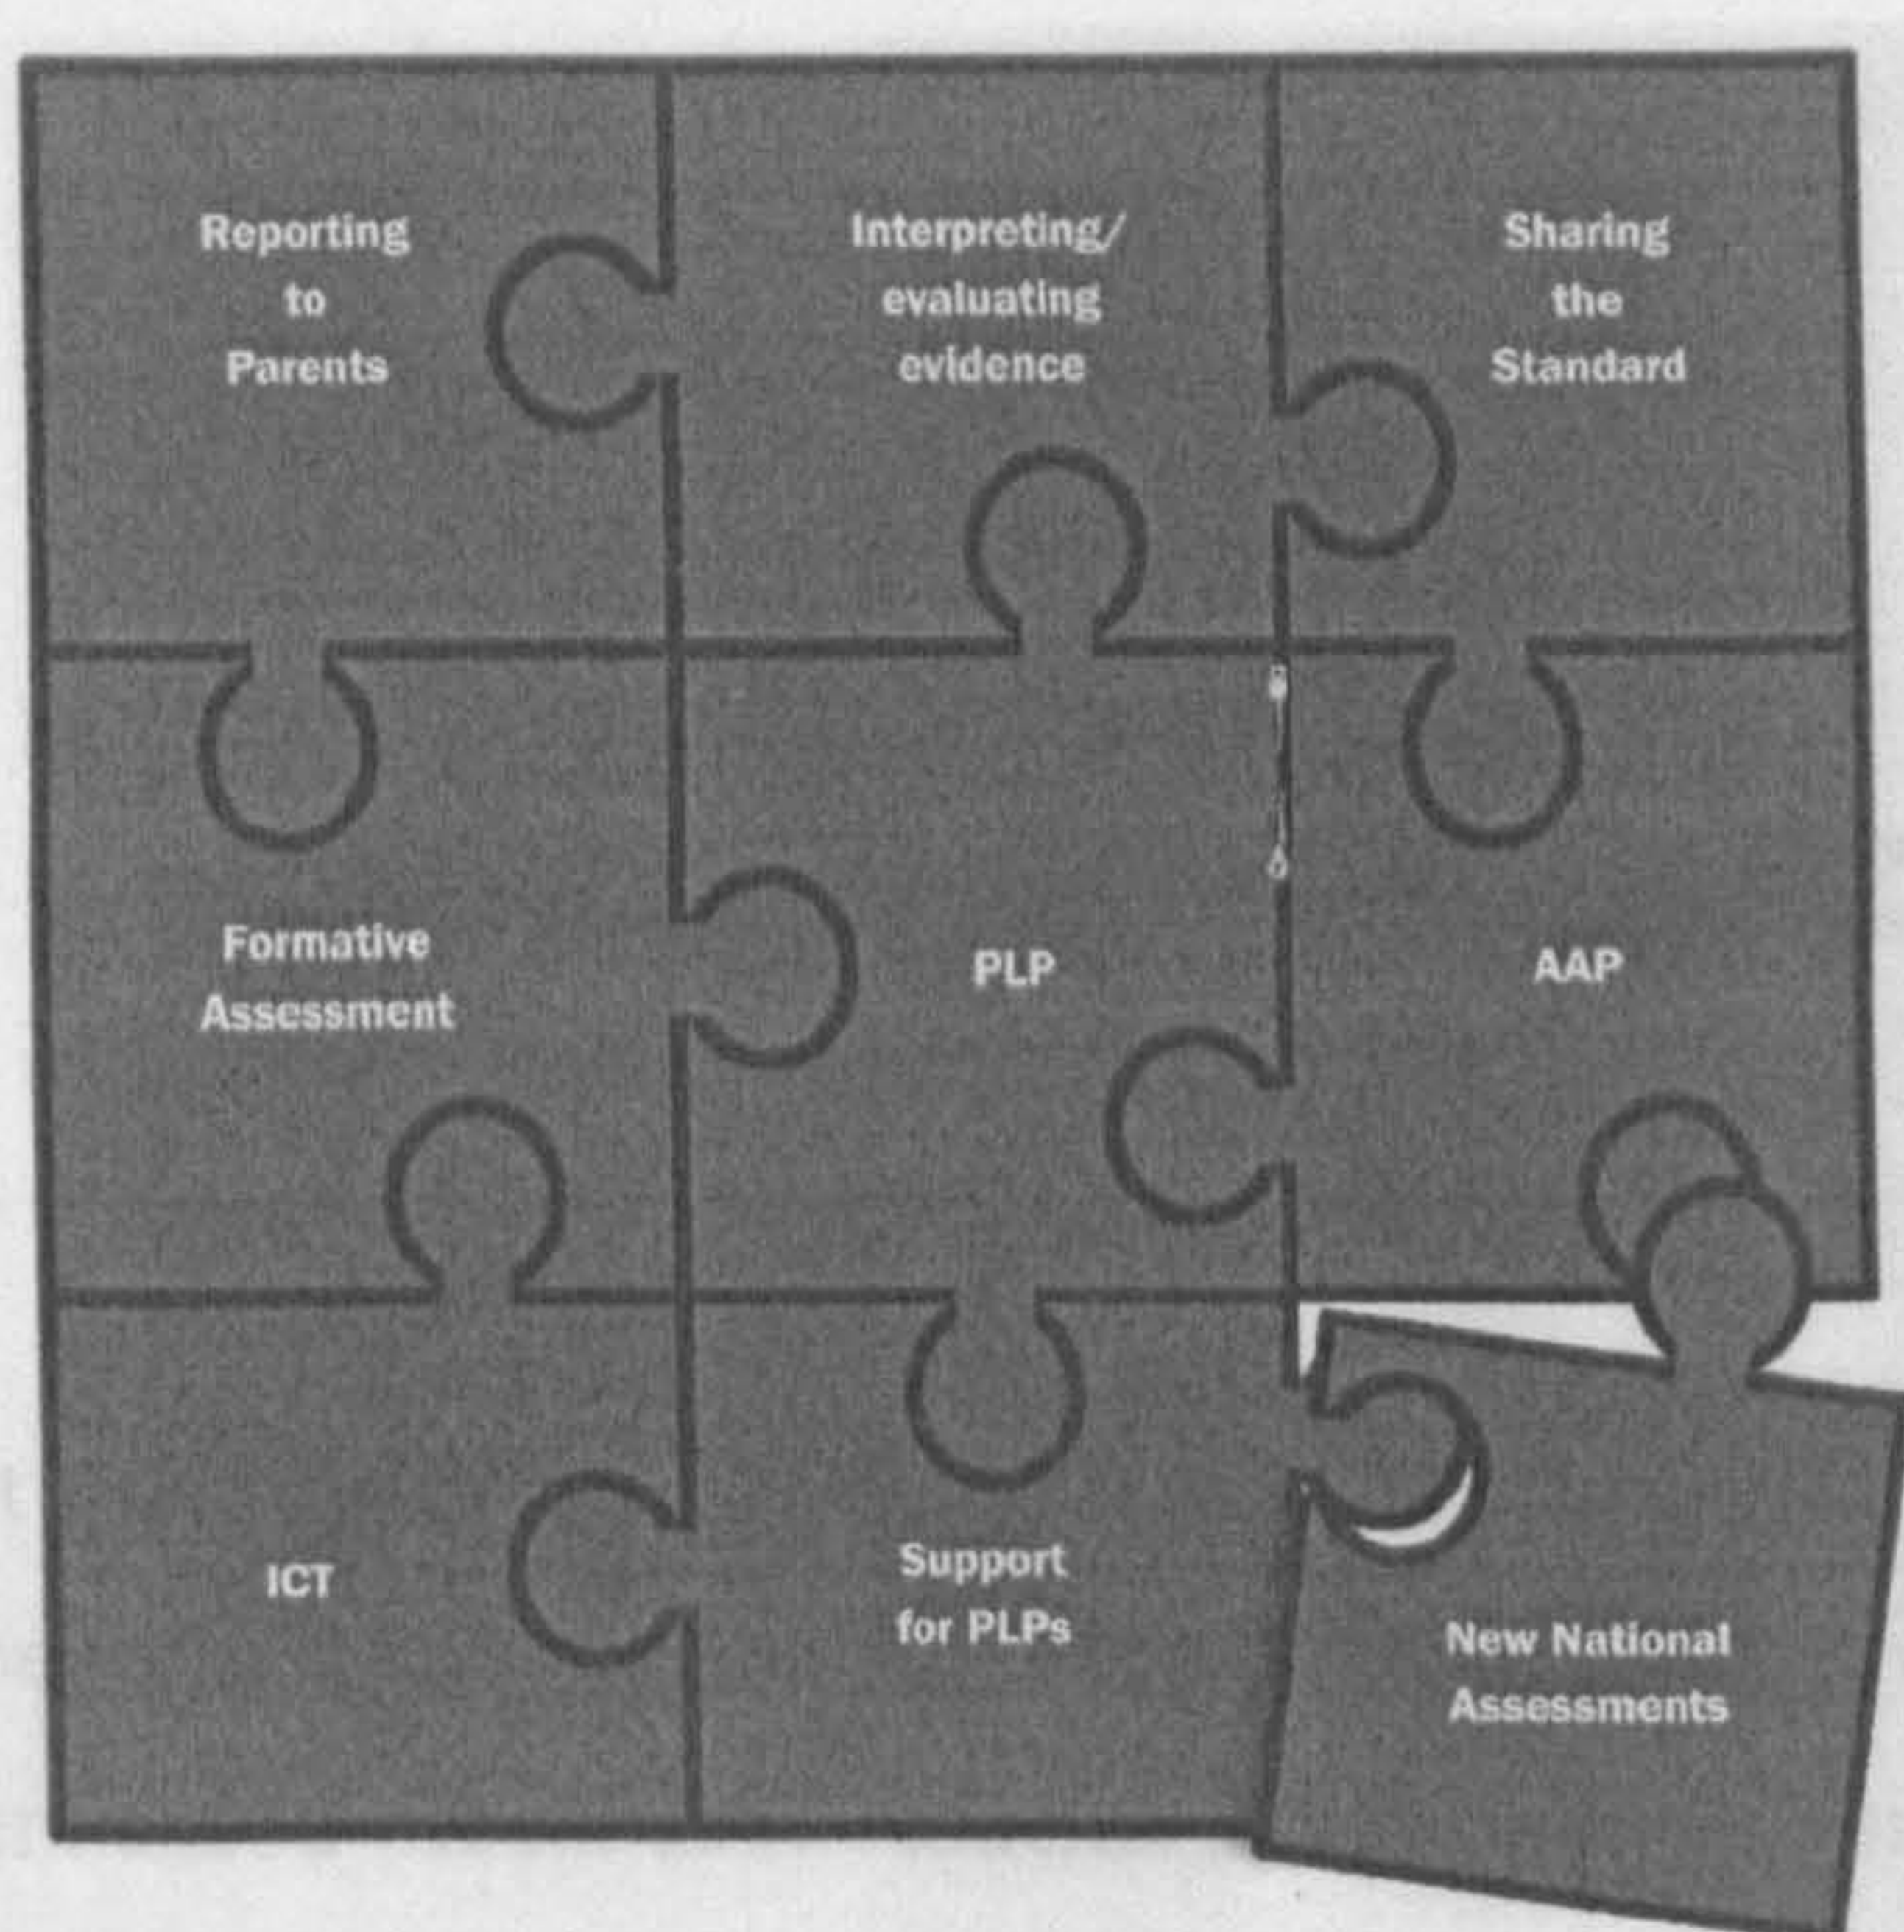 Reporting
to
Parents
Interpreting/
evaluating
evidence
Sharing
the
Standard
Formative
Assessment
PLP
AAP
ICT
Support
for PLPs
New National
Assessments